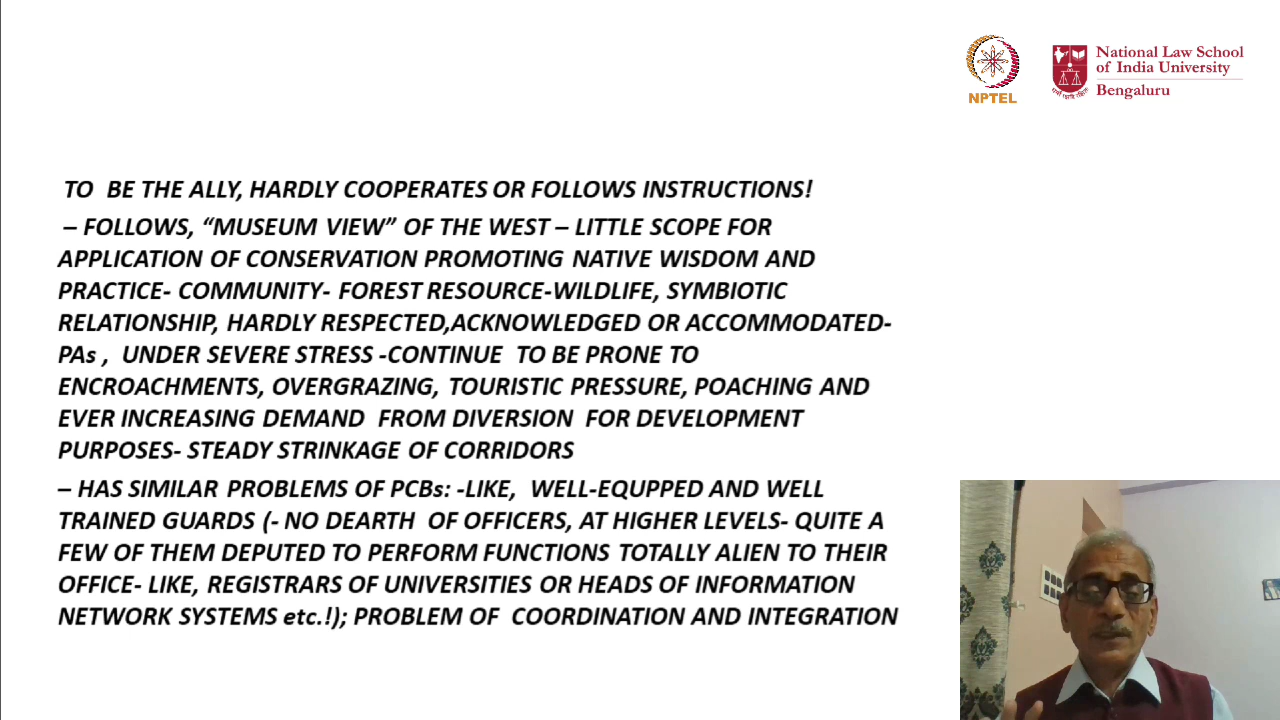 NPTEL
National Law School
of India University
Bengaluru
TO BE THE ALLY, HARDLY COOPERATES OR FOLLOWS INSTRUCTIONS!
– FOLLOWS, “MUSEUM VIEW” OF THE WEST – LITTLE SCOPE FOR
APPLICATION OF CONSERVATION PROMOTING NATIVE WISDOM AND
PRACTICE- COMMUNITY- FOREST RESOURCE-WILDLIFE, SYMBIOTIC
RELATIONSHIP, HARDLY RESPECTED,ACKNOWLEDGED OR ACCOMMODATED-
PAs , UNDER SEVERE STRESS -CONTINUE TO BE PRONE TO
ENCROACHMENTS, OVERGRAZING, TOURISTIC PRESSURE, POACHING AND
EVER INCREASING DEMAND FROM DIVERSION FOR DEVELOPMENT
PURPOSES- STEADY STRINKAGE OF CORRIDORS
– HAS SIMILAR PROBLEMS OF PCBs: -LIKE, WELL-EQUPPED AND WELL
TRAINED GUARDS (- NO DEARTH OF OFFICERS, AT HIGHER LEVELS- QUITE A
FEW OF THEM DEPUTED TO PERFORM FUNCTIONS TOTALLY ALIEN TO THEIR
OFFICE- LIKE, REGISTRARS OF UNIVERSITIES OR HEADS OF INFORMATION
NETWORK SYSTEMS etc.!); PROBLEM OF COORDINATION AND INTEGRATION